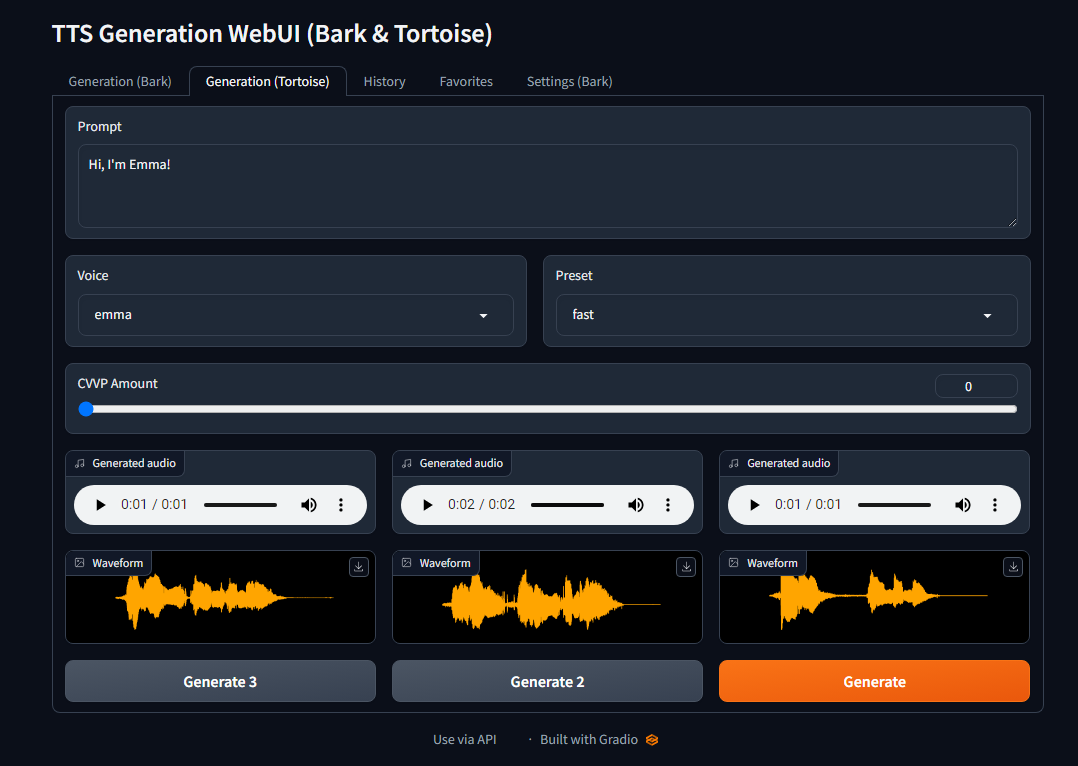 TTS Generation WebUI (Bark & Tortoise)
Generation (Bark) Generation (Tortoise) History Favorites Settings (Bark)
Prompt
Hi, I'm Emma!
Voice Preset
emma fast
CVVP Amount 0
Generated audio Generated audio Generated audio
0:01 / 0:01 0:02 / 0:02 0:01 / 0:01
Waveform Waveform Waveform
Generate 3 Generate 2 Generate
Use via API · Built with Gradio